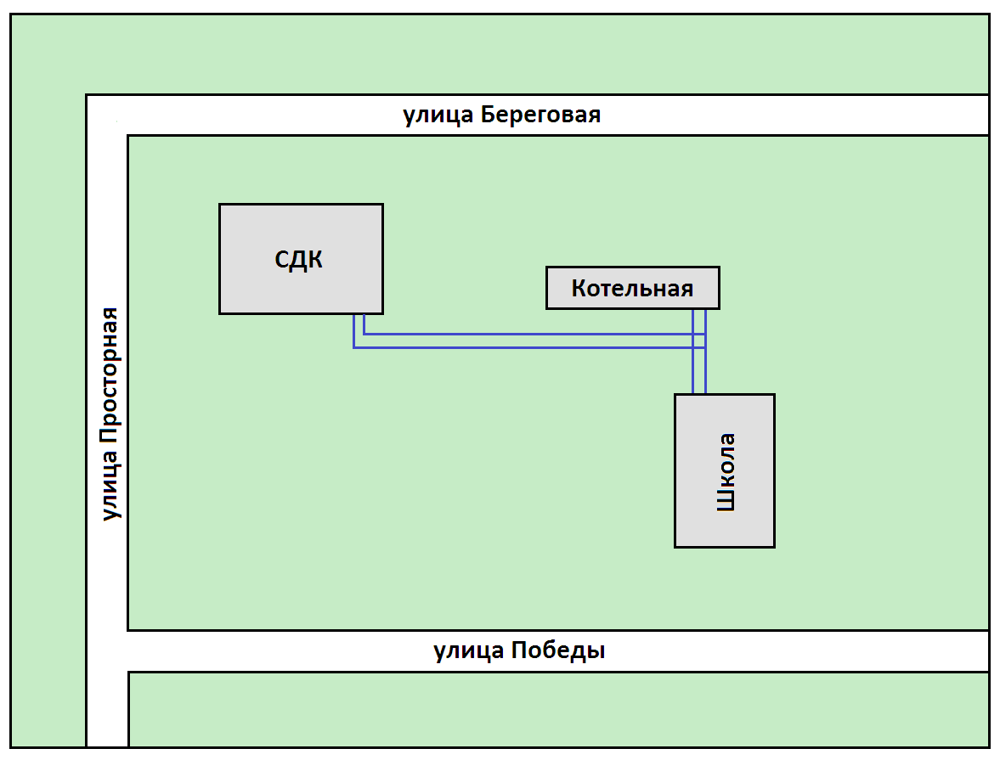 улица Береговая
СДК
Котельная
улица Просторная
Школа
улица Победы